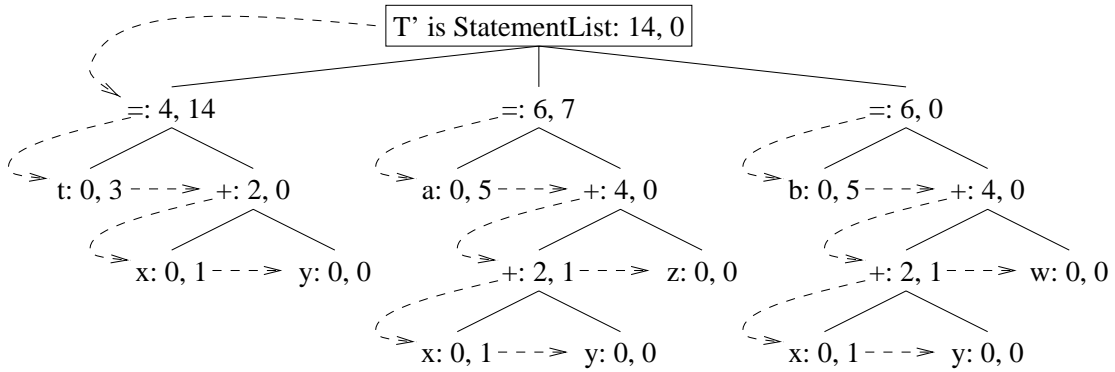 T’ is StatementList: 14, 0
=: 4, 14 =: 6, 7 =: 6, 0
t: 0, 3 +: 2, 0 a: 0, 5 +: 4, 0 b: 0, 5 +: 4, 0
x: 0, 1 y: 0, 0 +: 2, 1 z: 0, 0 +: 2, 1 w: 0, 0
x: 0, 1 y: 0, 0 x: 0, 1 y: 0, 0